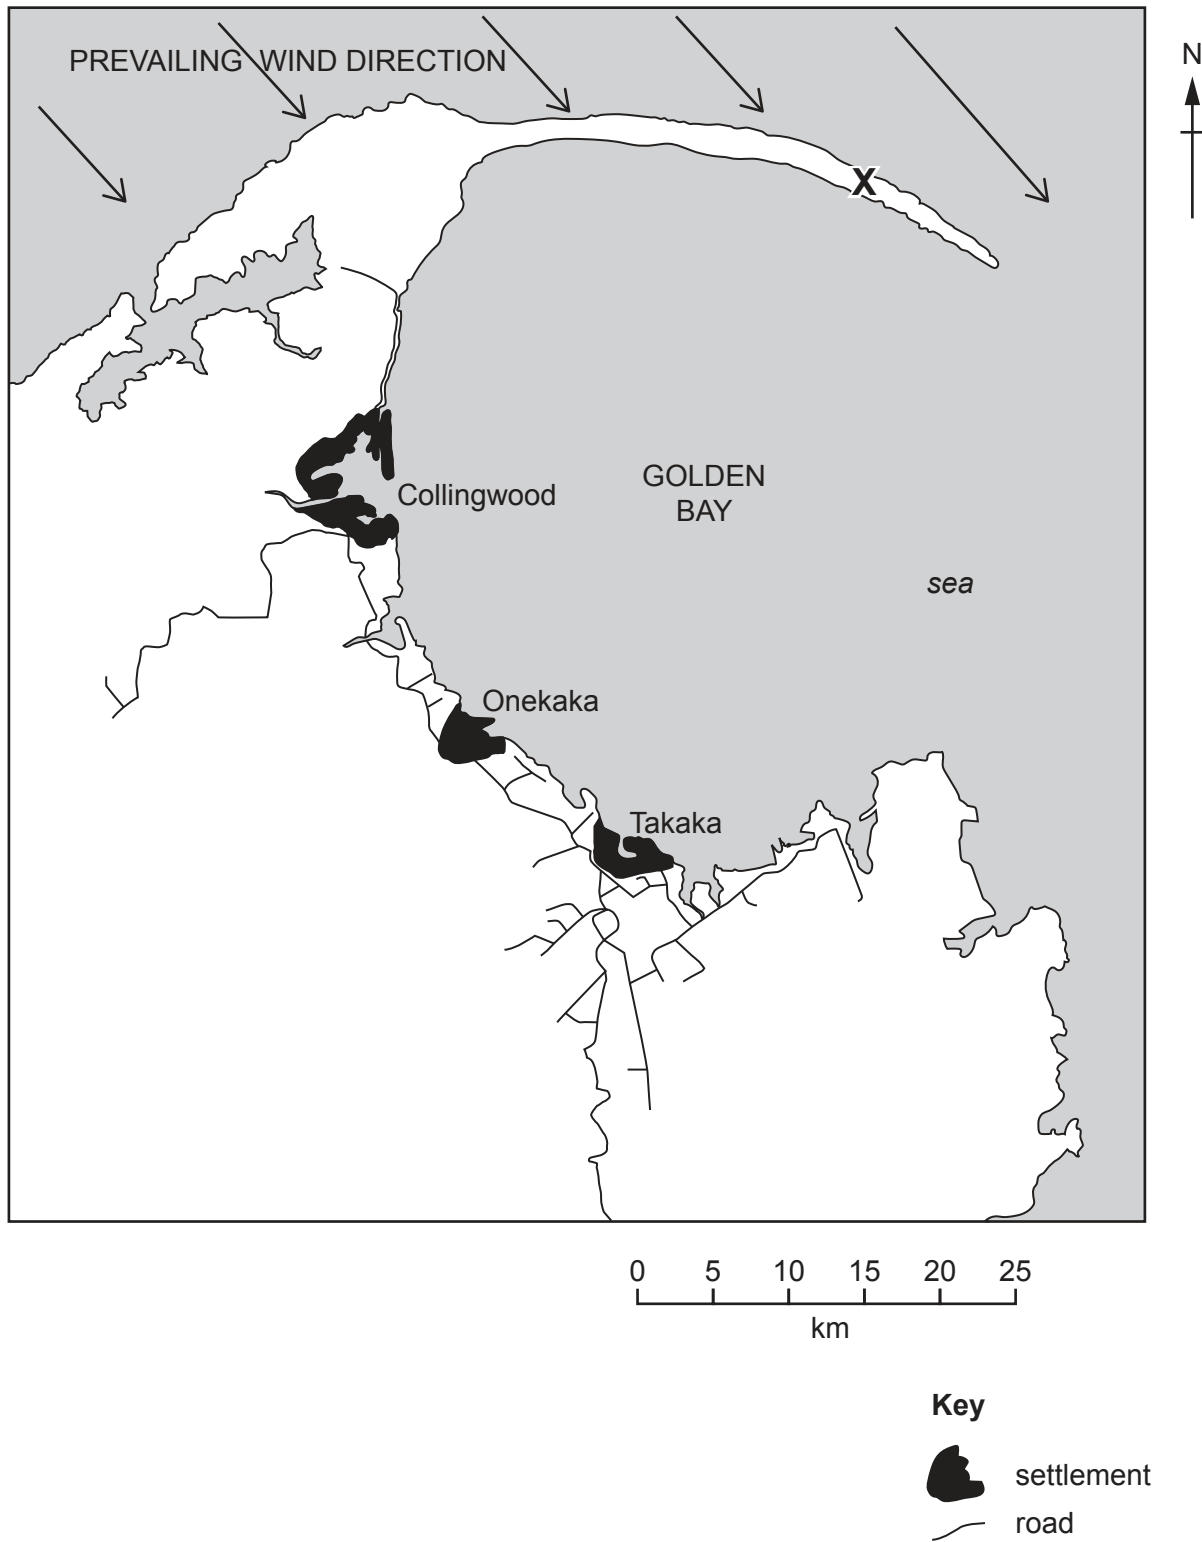 N
PREVAILING WIND DIRECTION
X
GOLDEN
BAY
Collingwood
sea
Onekaka
Takaka
0 5 10 15 20 25
km
Key
settlement
road